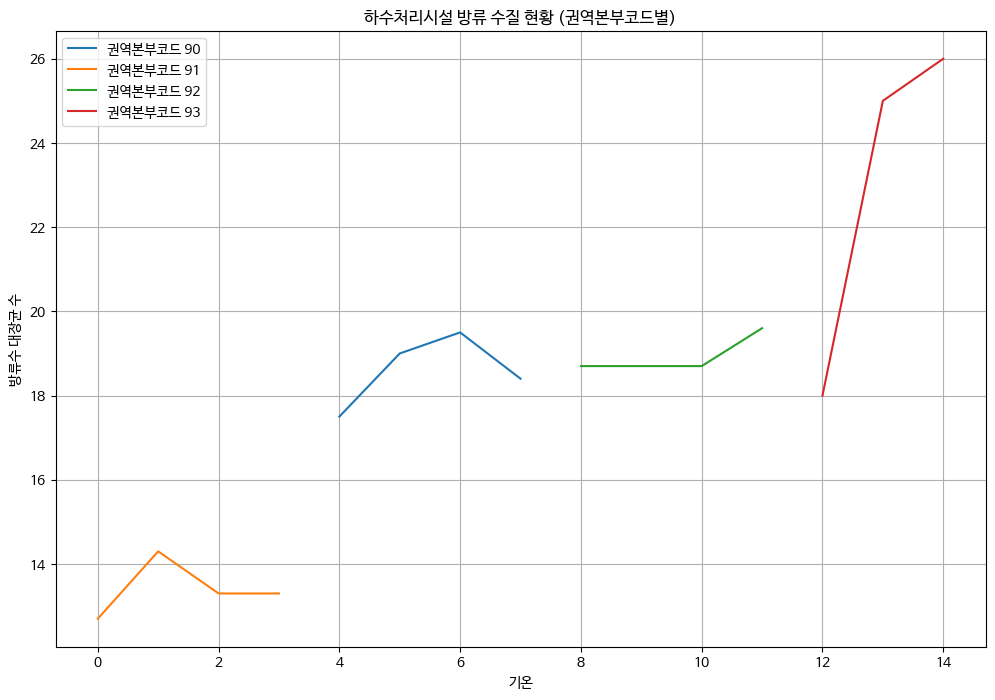 하수처리시설 방류 수질 현황 (권역본부코드별)
권역본부코드 90
권역본부코드 91
권역본부코드 92
권역본부코드 93
방류수 대장균 수
26
24
22
20
18
16
14
0 2 4 6 8 10 12 14
기온